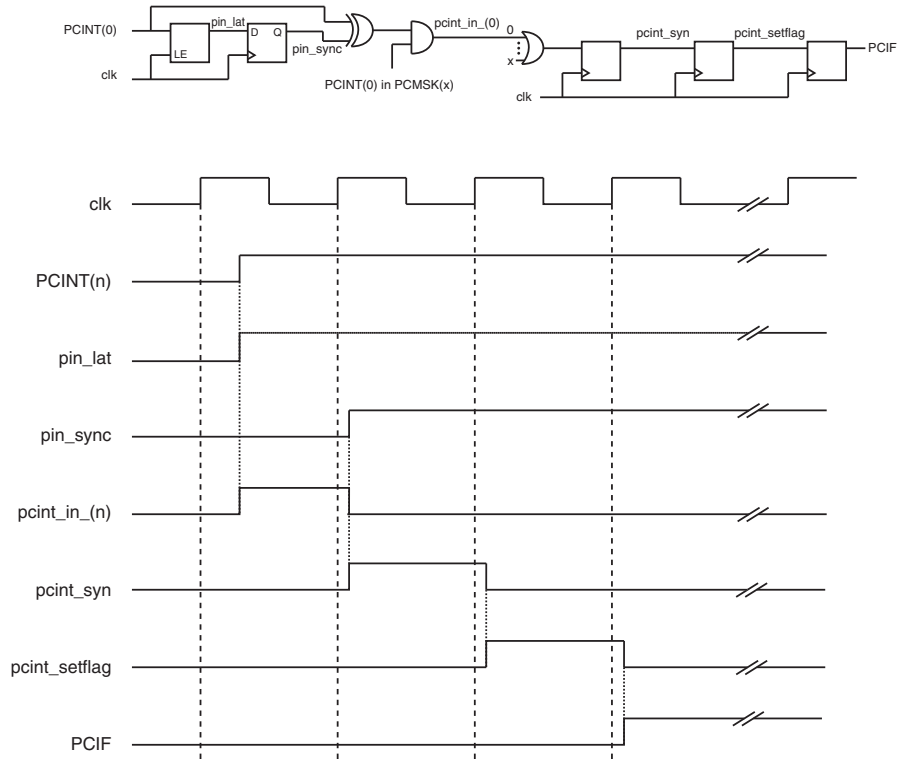 PCINT(0)
clk
LE
pin_lat
D Q
pin_sync
PCINT(0) in PCMSK(x)
pcint_in_(0)
0
x
clk
pcint_syn
pcint_setflag
PCIF
clk
PCINT(n)
pin_lat
pin_sync
pcint_in_(n)
pcint_syn
pcint_setflag
PCIF